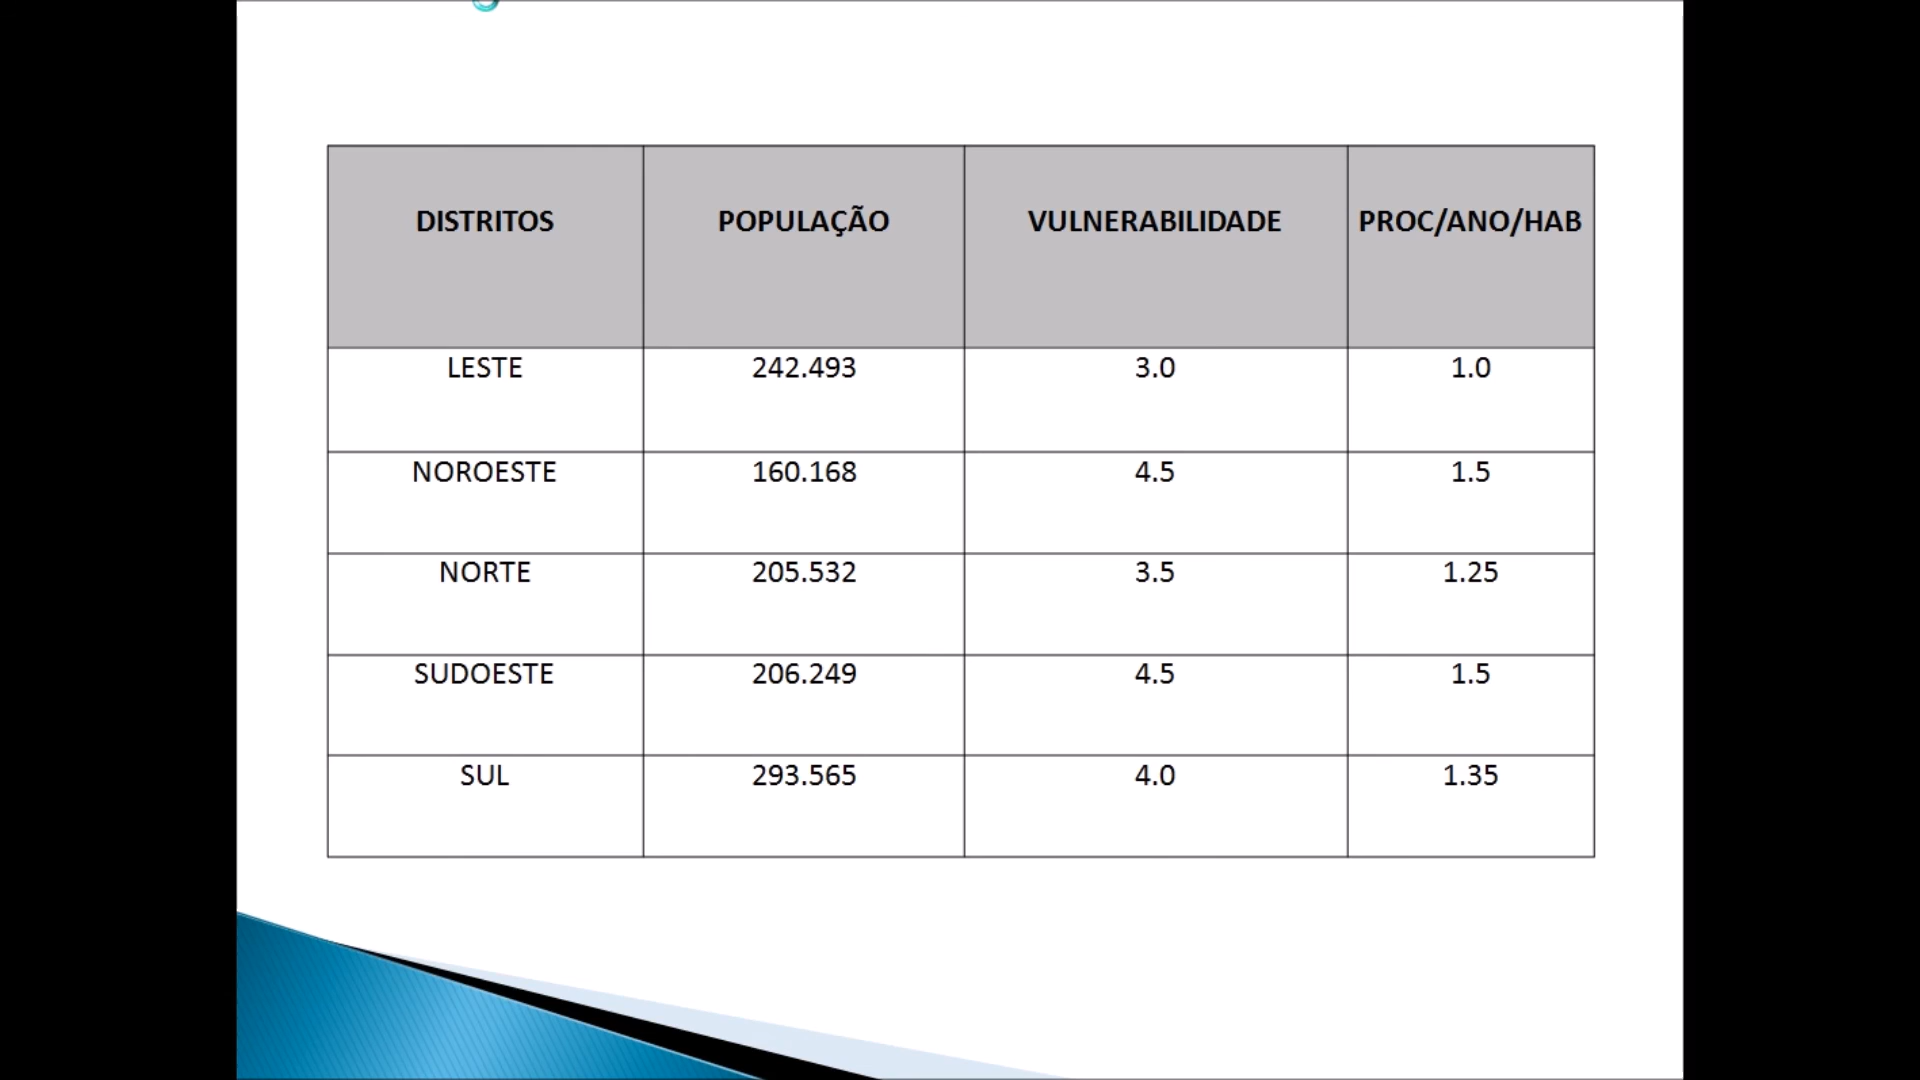 DISTRITOS POPULAÇÃO VULNERABILIDADE PROC/ANO/HAB
LESTE 242.493 3.0 1.0
NOROESTE 160.168 4.5 1.5
NORTE 205.532 3.5 1.25
SUDOESTE 206.249 4.5 1.5
SUL 293.565 4.0 1.35